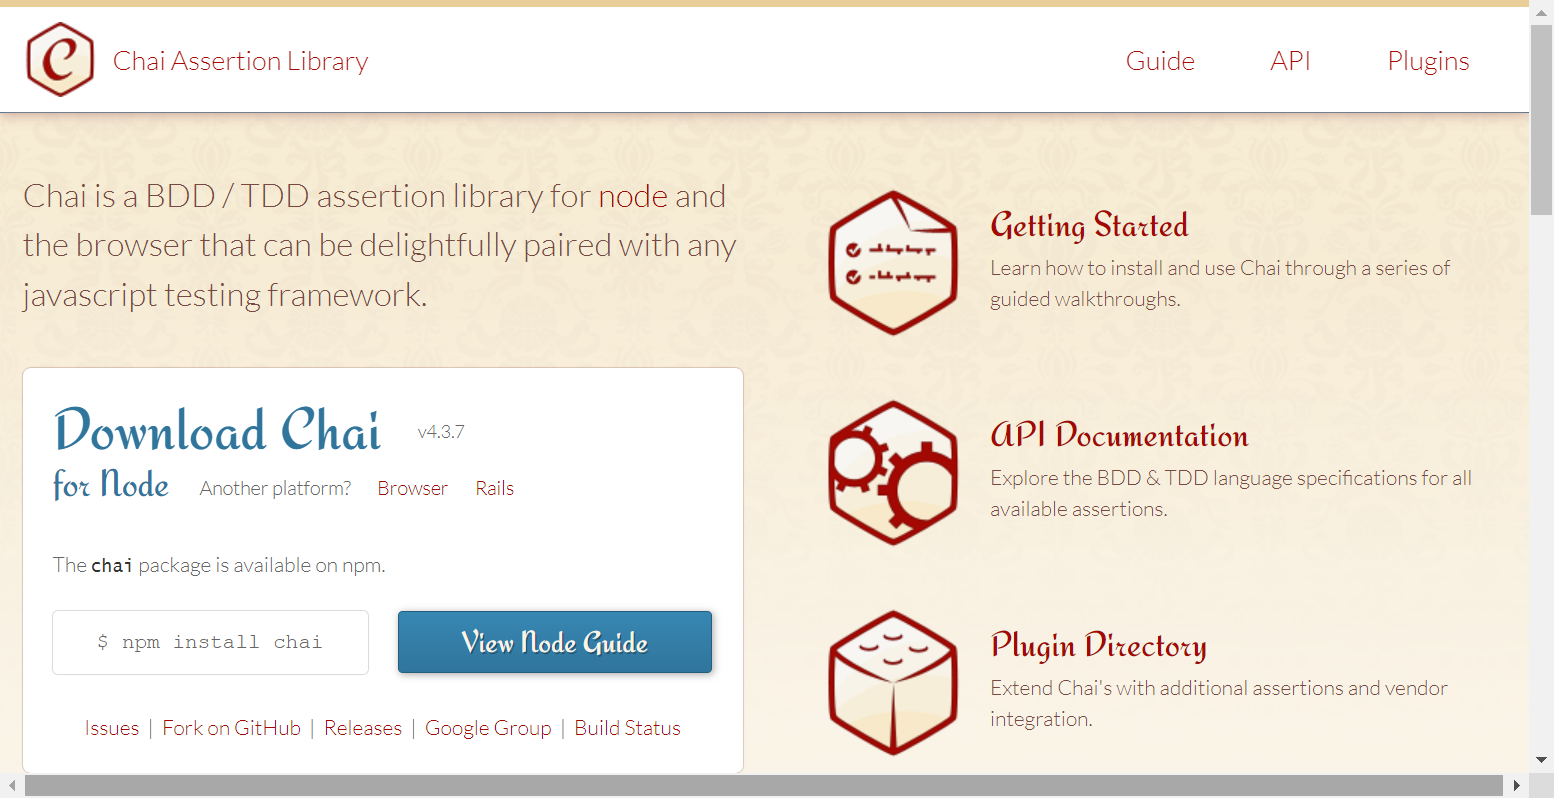 Chai Assertion Library
Guide
API
Plugins
Chai is a BDD / TDD assertion library for node and
the browser that can be delightfully paired with any
javascript testing framework.
Download Chai v4.3.7
for Node Another platform? Browser Rails
The chai package is available on npm.
$ npm install chai
View Node Guide
Issues | Fork on GitHub | Releases | Google Group | Build Status
Getting Started
Learn how to install and use Chai through a series of
guided walkthroughs.
API Documentation
Explore the BDD & TDD language specifications for all
available assertions.
Plugin Directory
Extend Chai's with additional assertions and vendor
integration.